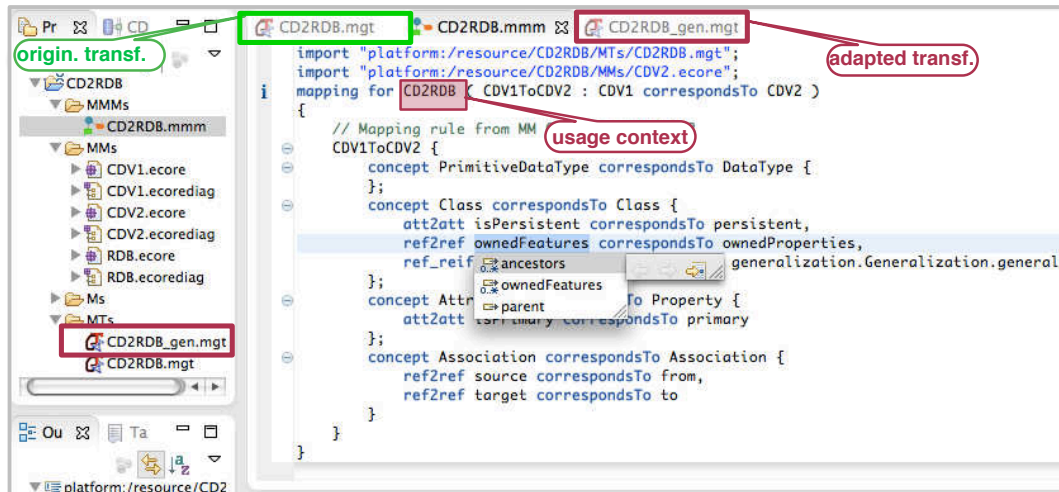 Pr CD
origin. transf.
CD2RDB
MMMs
CD2RDB.mmm
MMs
CDV1.ecore
CDV1.ecorediag
CDV2.ecore
CDV2.ecorediag
RDB.ecore
RDB.ecorediag
Ms
MTs
CD2RDB_gen.mgt
CD2RDB.mgt
Ou Ta
platform:/resource/CD2
CD2RDB.mgt CD2RDB.mmm CD2RDB_gen.mgt
adapted transf.
import "platform:/resource/CD2RDB/MTs/CD2RDB.mgt";
import "platform:/resource/CD2RDB/MMs/CDV2.ecore";
mapping for CD2RDB ( CDV1ToCDV2 : CDV1 correspondsTo CDV2 )
{
// Mapping rule from MM
usage context
CDV1ToCDV2 {
concept PrimitiveDataType correspondsTo DataType {
};
concept Class correspondsTo Class {
att2att isPersistent correspondsTo persistent,
ref2ref ownedFeatures correspondsTo ownedProperties,
ref_reif generalization.Generalization.general
ancestors
ownedFeatures
parent
};
concept Attr To Property {
att2att isPrimary correspondsTo primary
};
concept Association correspondsTo Association {
ref2ref source correspondsTo from,
ref2ref target correspondsTo to
}
}
}